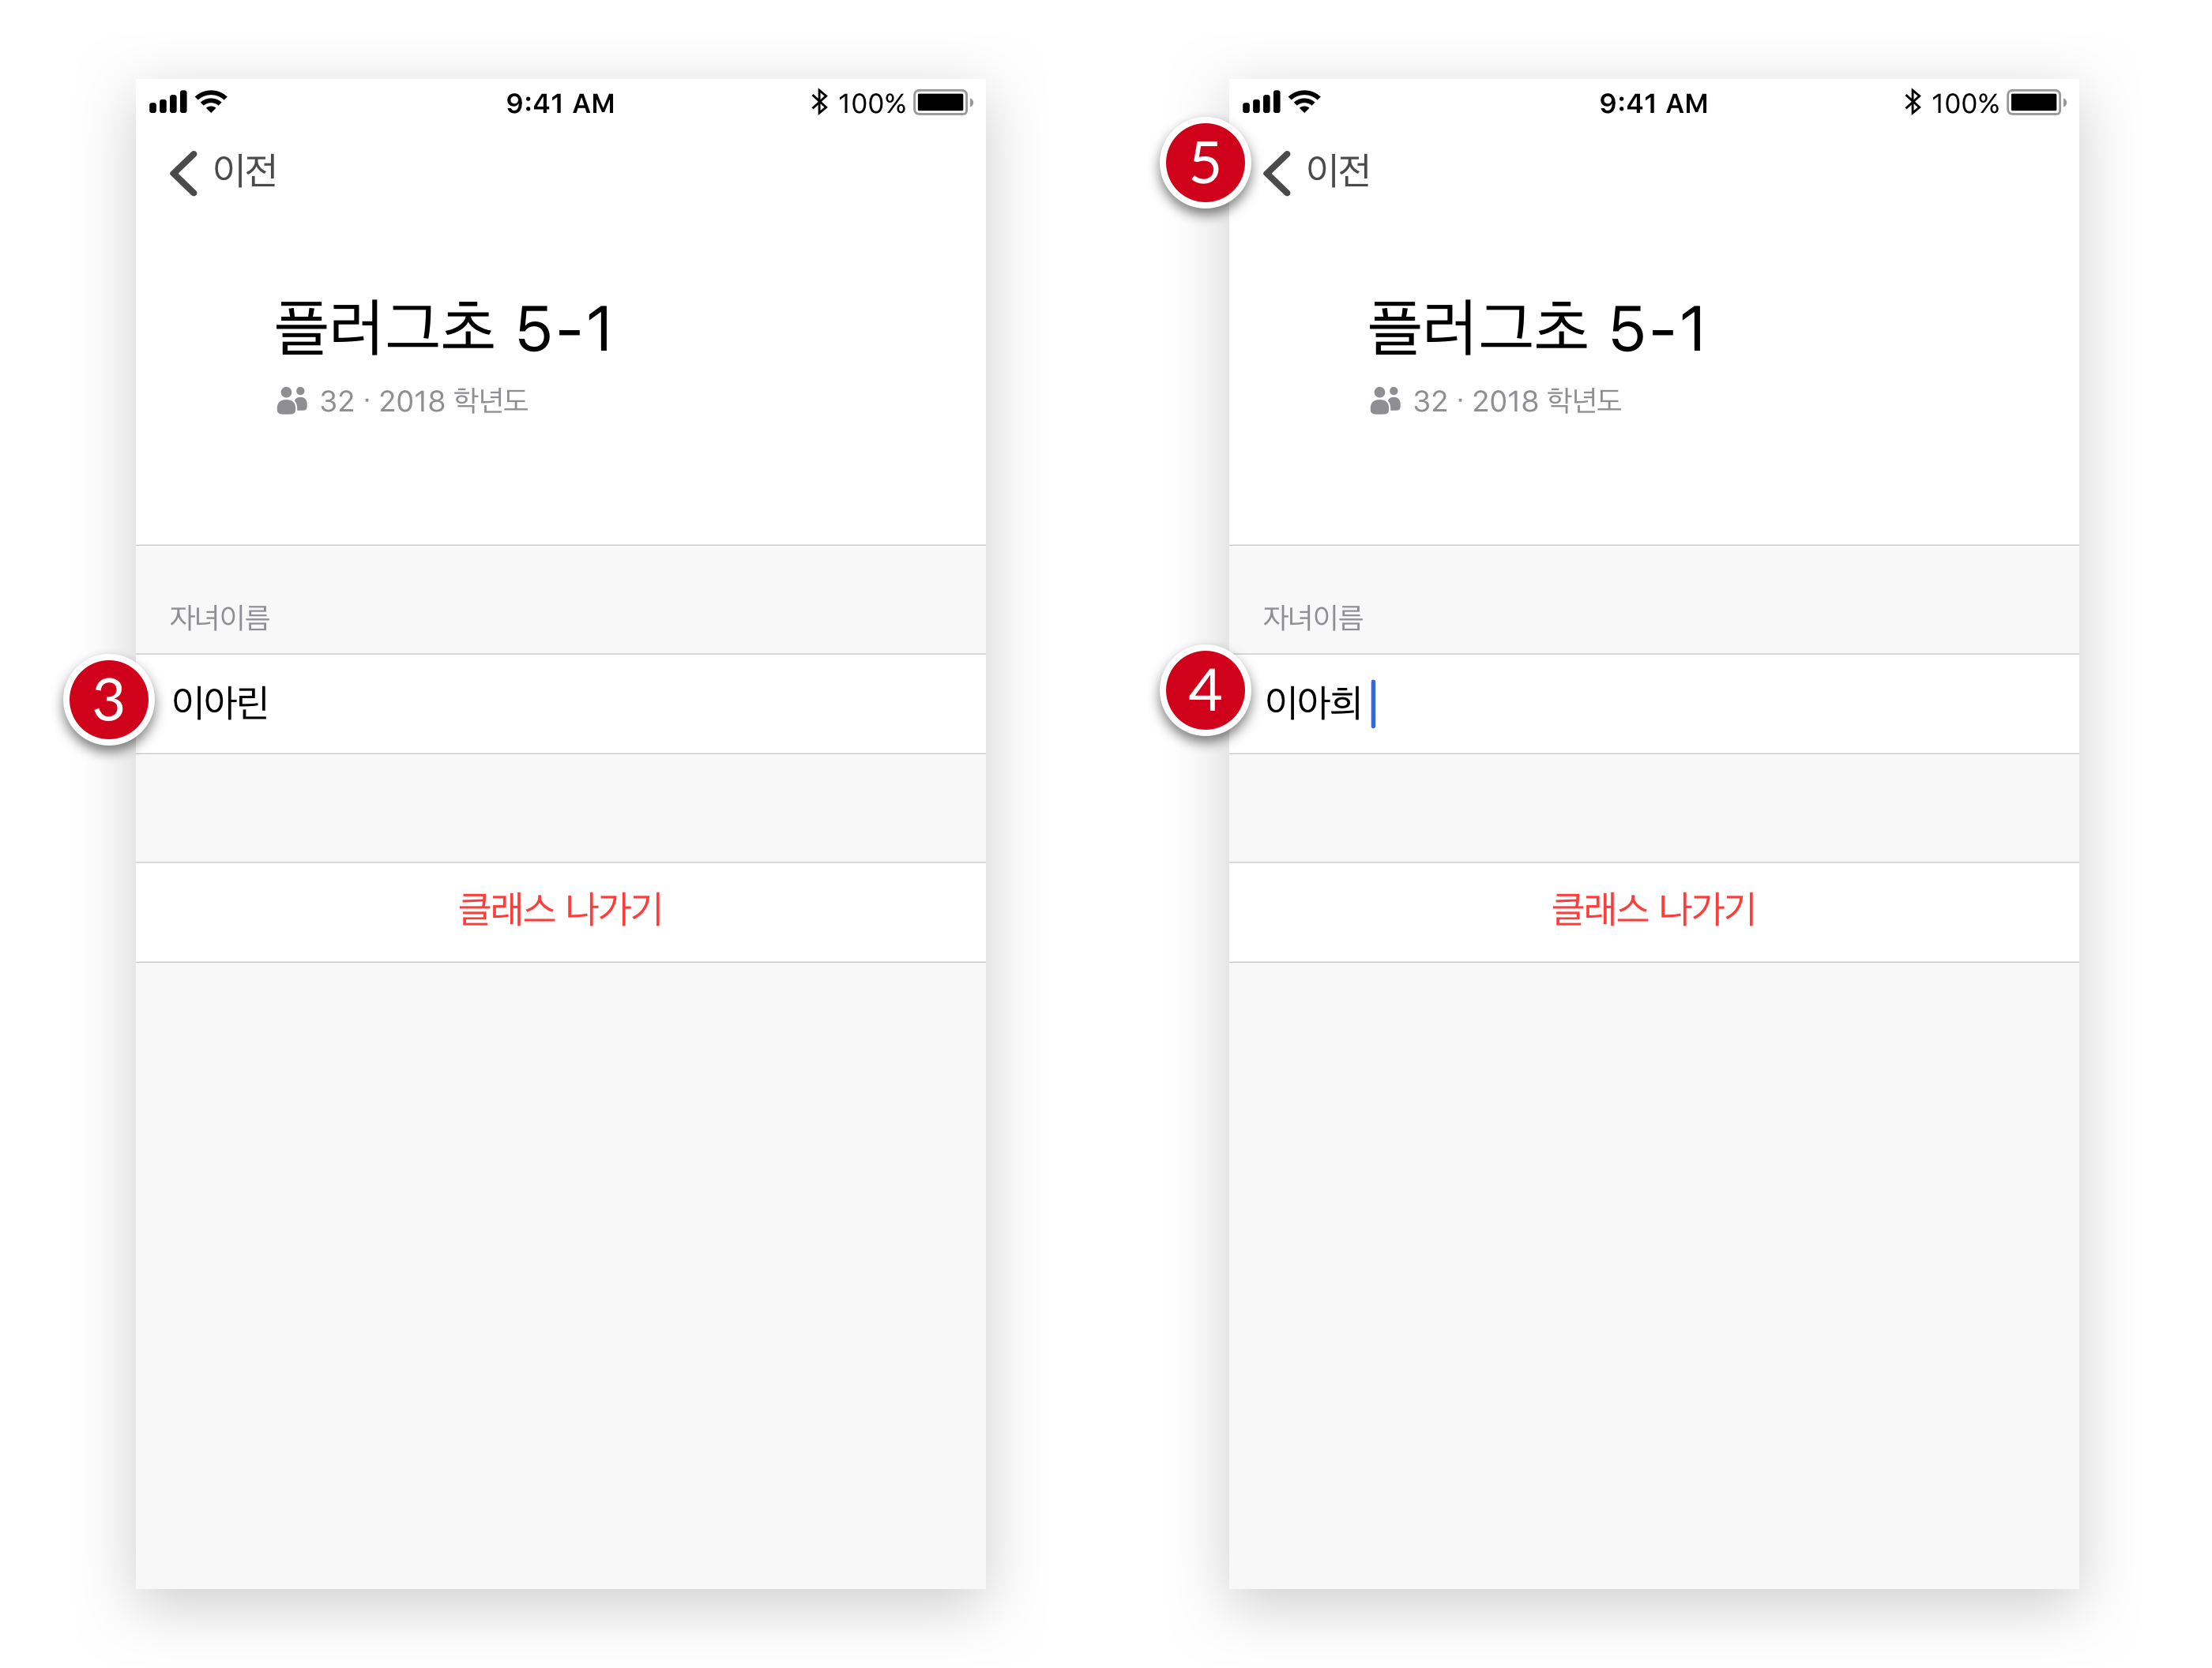 9:41 AM
100%
이전
플러그초 5-1
32 · 2018 학년도
자녀이름
3
이아린
클래스 나가기
9:41 AM
100%
5
이전
플러그초 5-1
32 · 2018 학년도
자녀이름
4
이아희
클래스 나가기